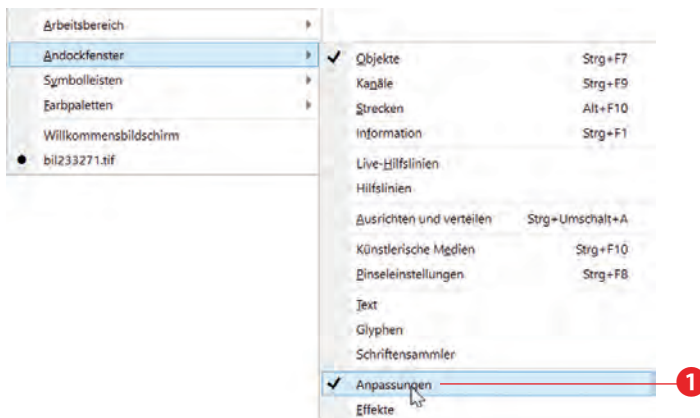 Arbeitsbereich
Andockfenster
Symbolleisten
Farbpaletten
Willkommensbildschirm
bil233271.tif
Objekte Strg+F7
Kanäle Strg+F9
Strecken Alt+F10
Information Strg+F1
Live-Hilfslinien
Hilfslinien
Ausrichten und verteilen Strg+Umschalt+A
Künstlerische Medien Strg+F10
Pinseleinstellungen Strg+F8
Text
Glyphen
Schriftensammler
Anpassungen 1
Effekte